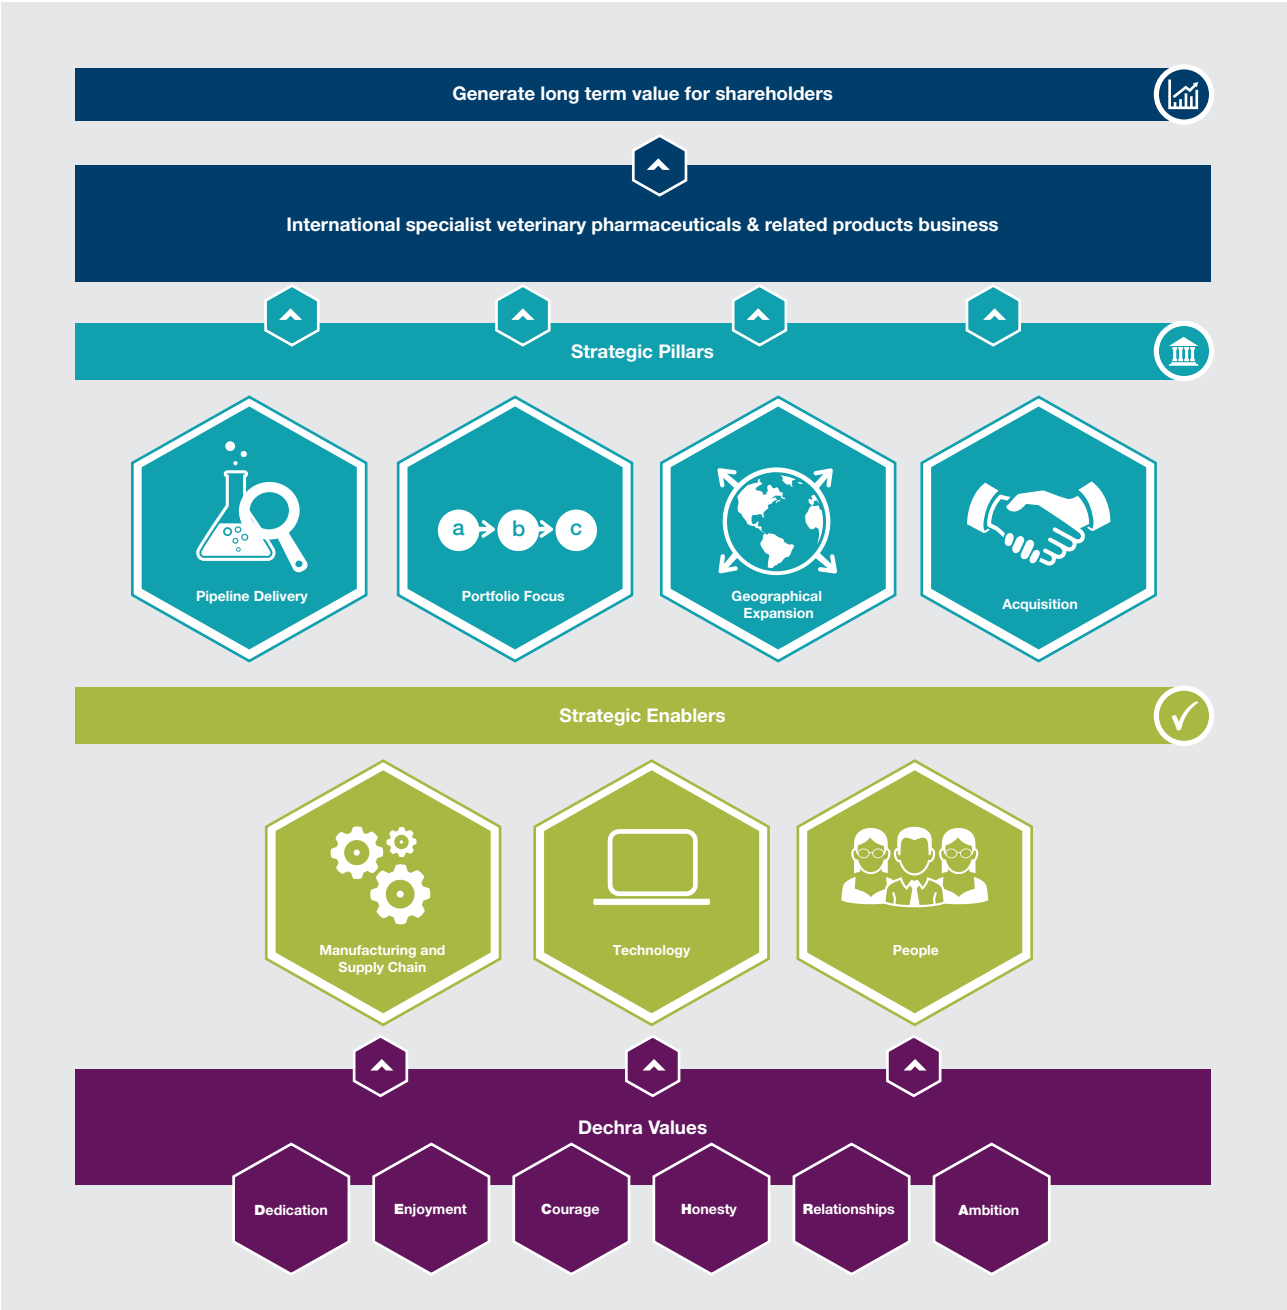 Generate long term value for shareholders
International specialist veterinary pharmaceuticals & related products business
Strategic Pillars
a
b
c
Pipeline Delivery
Portfolio Focus
Geographical
Expansion
Acquisition
Strategic Enablers
Manufacturing and
Supply Chain
Technology
People
Dechra Values
Dedication
Enjoyment
Courage
Honesty
Relationships
Ambition